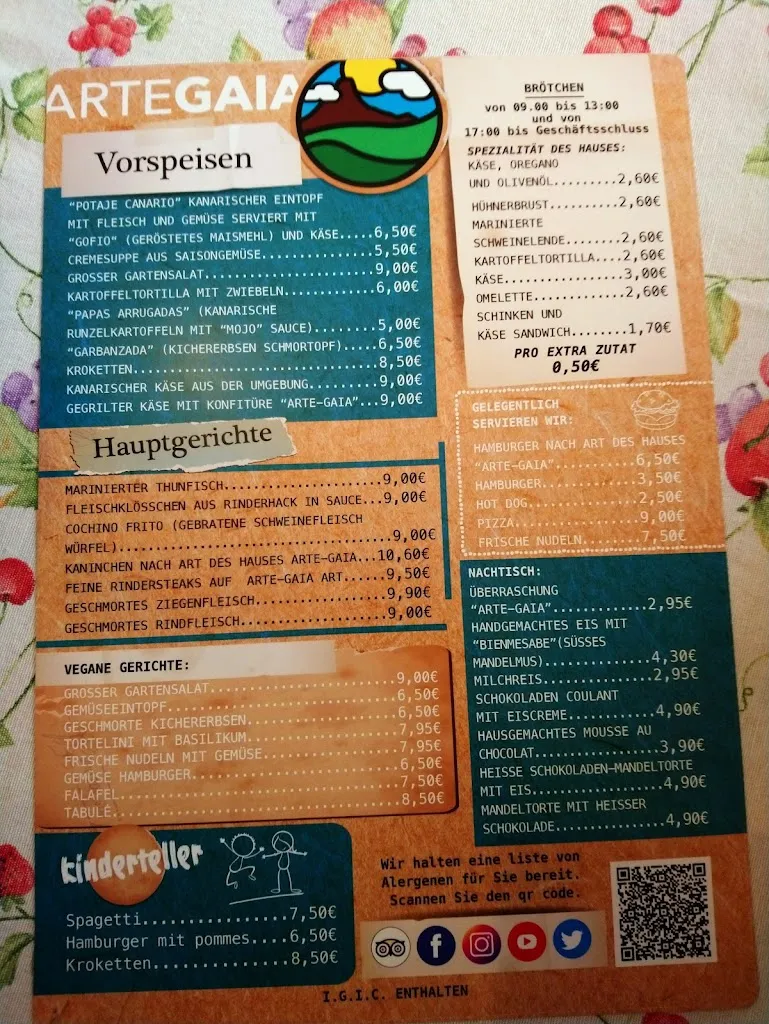 ARTEGAIA
Vorspeisen
"POTAJE CANARIO" KANARISCHER EINTOPF
MIT FLEISCH UND GEMÜSE SERVIERT MIT
"GOFIO" (GERÖSTETES MAISMEHL) UND KÄSE.....6,50€
CREMESUPPE AUS SAISONGEMÜSE................5,50€
GROSSER GARTENSALAT........................9,00€
KARTOFFELTORTILLA MIT ZWIEBELN.............6,00€
"PAPAS ARRUGADAS" (KANARISCHE
RUNZELKARTOFFELN MIT "MOJO" SAUCE).........5,00€
"GARBANZADA" (KICHERERBSEN SCHMORTOPF).....6,50€
KROKETTEN..................................8,50€
KANARISCHER KÄSE AUS DER UMGEBUNG..........9,00€
GEGRILTER KÄSE MIT KONFITÜRE "ARTE-GAIA"...9,00€
Hauptgerichte
MARINIERTER THUNFISCH......................9,00€
FLEISCHKLÖSSCHEN AUS RINDERHACK IN SAUCE...9,00€
COCHINO FRITO (GEBRATENE SCHWEINEFLEISCH
WÜRFEL)....................................9,00€
KANINCHEN NACH ART DES HAUSES ARTE-GAIA...10,60€
FEINE RINDERSTEAKS AUF ARTE-GAIA ART......9,50€
GESCHMORTES ZIEGENFLEISCH..................9,90€
GESCHMORTES RINDFLEISCH....................9,00€
VEGANE GERICHTE:
GROSSER GARTENSALAT........................9,00€
GEMÜSEEINTOPF..............................6,50€
GESCHMORTE KICHERERBSEN....................6,50€
TORTELINI MIT BASILIKUM....................7,95€
FRISCHE NUDELN MIT GEMÜSE..................7,95€
GEMÜSE HAMBURGER...........................6,50€
FALAFEL....................................7,50€
TABULÉ.....................................8,50€
kinderteller
Spagetti................7,50€
Hamburger mit pommes....6,50€
Kroketten...............8,50€
BRÖTCHEN
von 09.00 bis 13:00
und von
17:00 bis Geschäftsschluss
SPEZIALITÄT DES HAUSES:
KÄSE, OREGANO
UND OLIVENÖL.........2,60€
HÜHNERBRUST..........2,60€
MARINIERTE
SCHWEINELENDE........2,60€
KARTOFFELTORTILLA....2,60€
KÄSE.................3,00€
OMELETTE.............2,60€
SCHINKEN UND
KÄSE SANDWICH........1,70€
PRO EXTRA ZUTAT
0,50€
GELEGENTLICH
SERVIEREN WIR:
HAMBURGER NACH ART DES HAUSES
"ARTE-GAIA"...........6,50€
HAMBURGER.............3,50€
HOT DOG...............2,50€
PIZZA.................9,00€
FRISCHE NUDELN........7,50€
NACHTISCH:
ÜBERRASCHUNG
"ARTE-GAIA".............2,95€
HANDGEMACHTES EIS MIT
"BIENMESABE"(SÜSSES
MANDELMUS)..............4,30€
MILCHREIS...............2,95€
SCHOKOLADEN COULANT
MIT EISCREME............4,90€
HAUSGEMACHTES MOUSSE AU
CHOCOLAT................3,90€
HEISSE SCHOKOLADEN-MANDELTORTE
MIT EIS.................4,90€
MANDELTORTE MIT HEISSER
SCHOKOLADE..............4,90€
Wir halten eine liste von
Alergenen für Sie bereit.
Scannen Sie den qr code.
I.G.I.C. ENTHALTEN